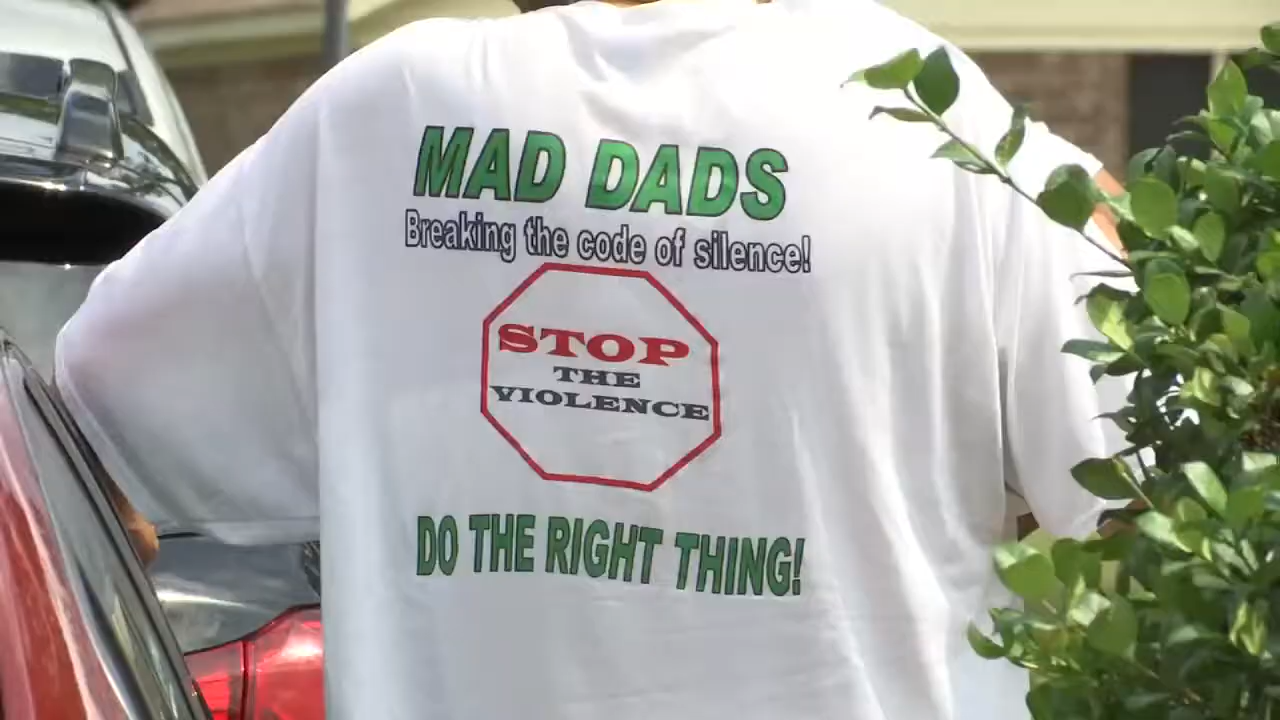 MAD DADS
Breaking the code of silence!
STOP
THE
VIOLENCE
DO THE RIGHT THING!